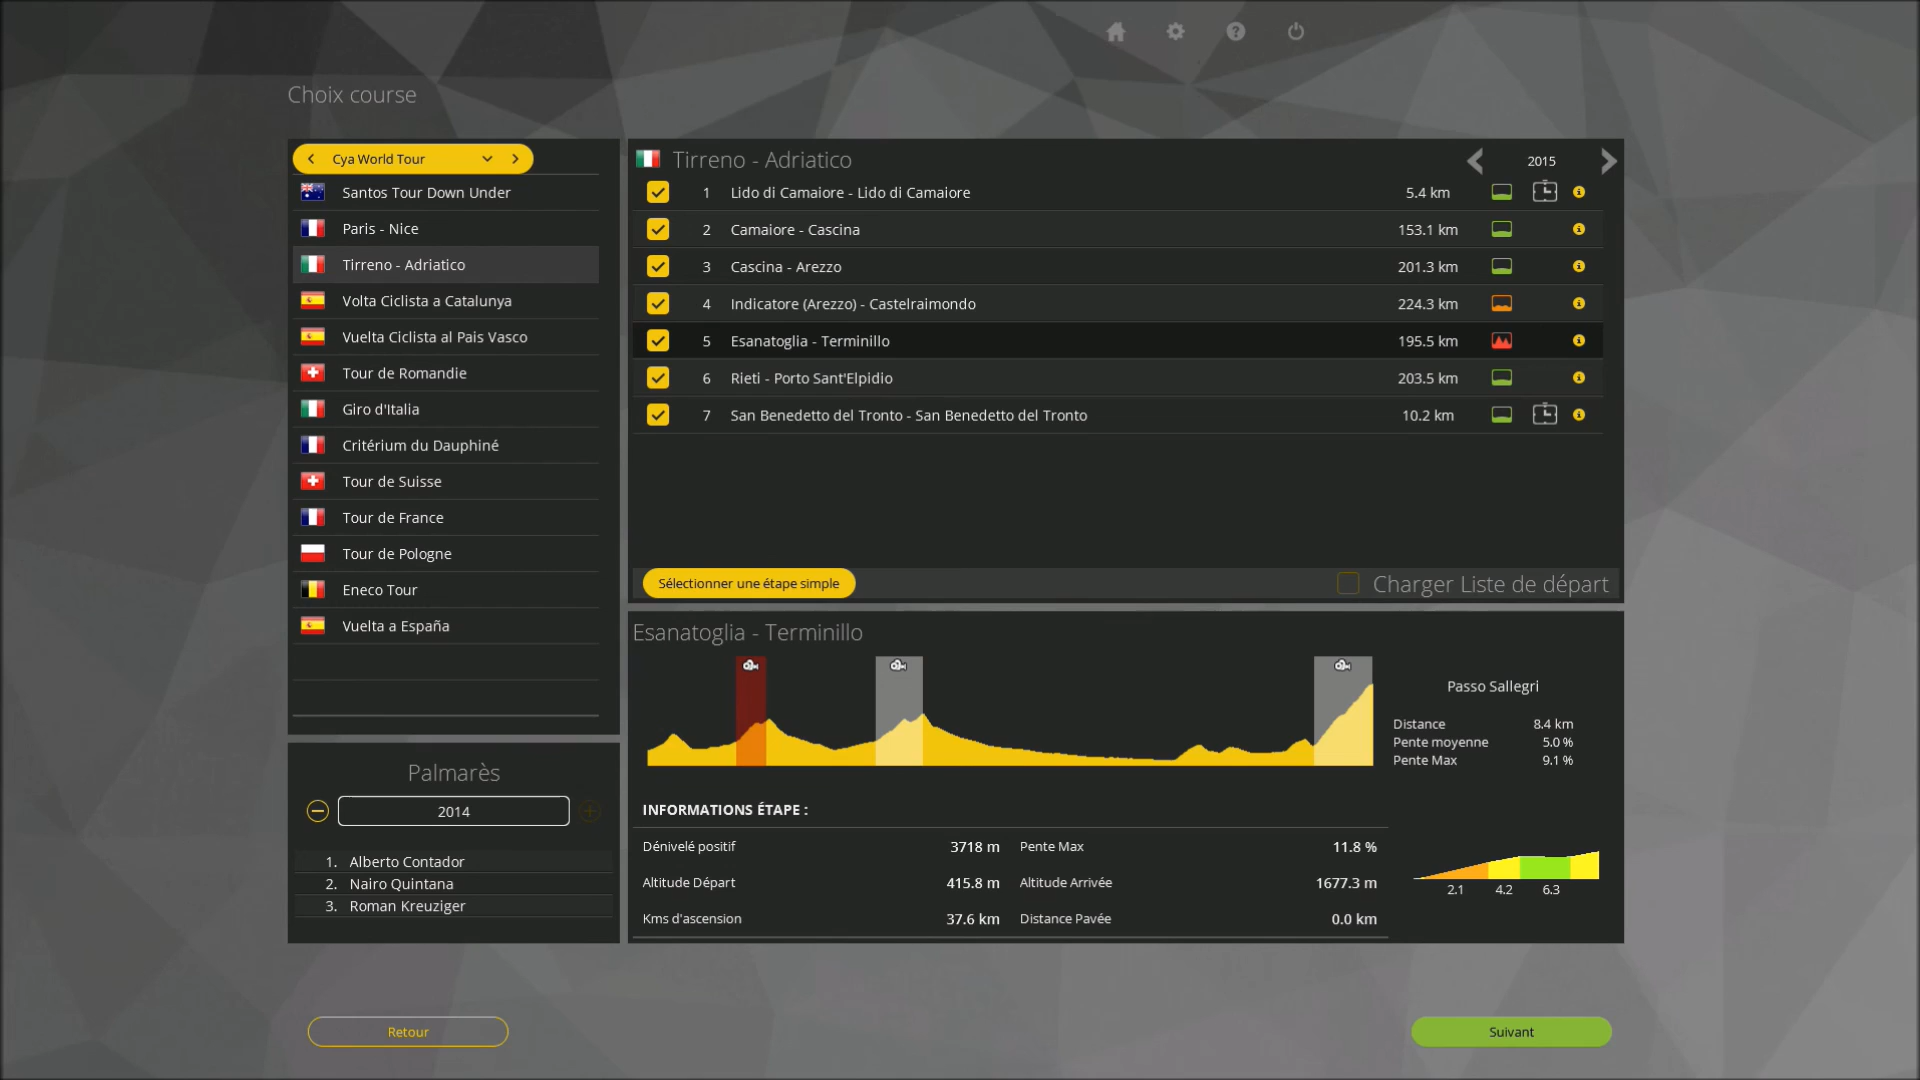 Choix course
Cya World Tour
Santos Tour Down Under
Paris - Nice
Tirreno - Adriatico
Volta Ciclista a Catalunya
Vuelta Ciclista al Pais Vasco
Tour de Romandie
Giro d'Italia
Critérium du Dauphiné
Tour de Suisse
Tour de France
Tour de Pologne
Eneco Tour
Vuelta a España
Palmarès
2014
1. Alberto Contador
2. Nairo Quintana
3. Roman Kreuziger
Tirreno - Adriatico 2015
1 Lido di Camaiore - Lido di Camaiore 5.4 km
2 Camaiore - Cascina 153.1 km
3 Cascina - Arezzo 201.3 km
4 Indicatore (Arezzo) - Castelraimondo 224.3 km
5 Esanatoglia - Terminillo 195.5 km
6 Rieti - Porto Sant'Elpidio 203.5 km
7 San Benedetto del Tronto - San Benedetto del Tronto 10.2 km
Sélectionner une étape simple
Charger Liste de départ
Esanatoglia - Terminillo
Passo Sallegri
Distance 8.4 km
Pente moyenne 5.0 %
Pente Max 9.1 %
INFORMATIONS ÉTAPE :
Dénivelé positif 3718 m Pente Max 11.8 %
Altitude Départ 415.8 m Altitude Arrivée 1677.3 m
Kms d'ascension 37.6 km Distance Pavée 0.0 km
2.1 4.2 6.3
Retour
Suivant